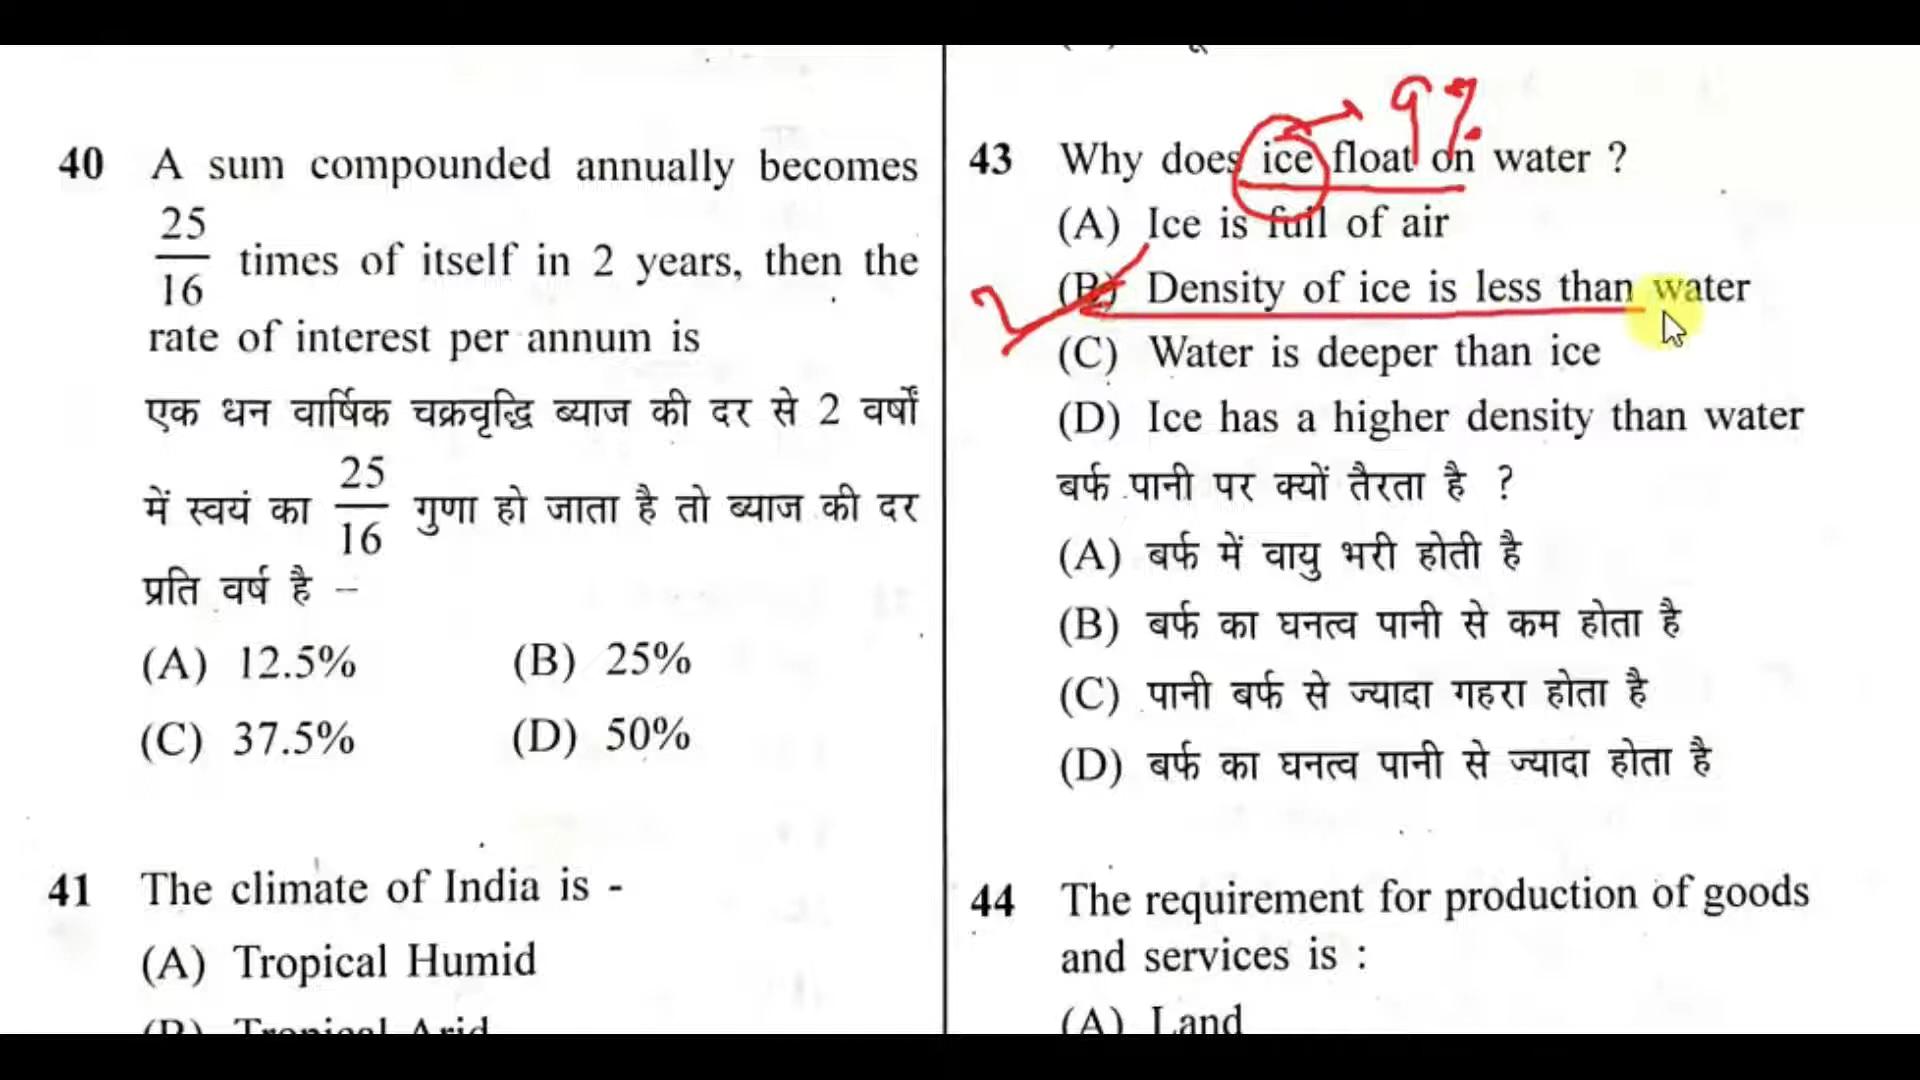 40 A sum compounded annually becomes
25
16
times of itself in 2 years, then the
rate of interest per annum is
एक धन वार्षिक चक्रवृद्धि ब्याज की दर से 2 वर्षों
में स्वयं का 25/16 गुणा हो जाता है तो ब्याज की दर
प्रति वर्ष है –
(A) 12.5% (B) 25%
(C) 37.5% (D) 50%
41 The climate of India is -
(A) Tropical Humid
(B) Tropical Arid
9%
43 Why does ice float on water ?
(A) Ice is full of air
(B) Density of ice is less than water
(C) Water is deeper than ice
(D) Ice has a higher density than water
बर्फ पानी पर क्यों तैरता है ?
(A) बर्फ में वायु भरी होती है
(B) बर्फ का घनत्व पानी से कम होता है
(C) पानी बर्फ से ज्यादा गहरा होता है
(D) बर्फ का घनत्व पानी से ज्यादा होता है
44 The requirement for production of goods
and services is :
(A) Land